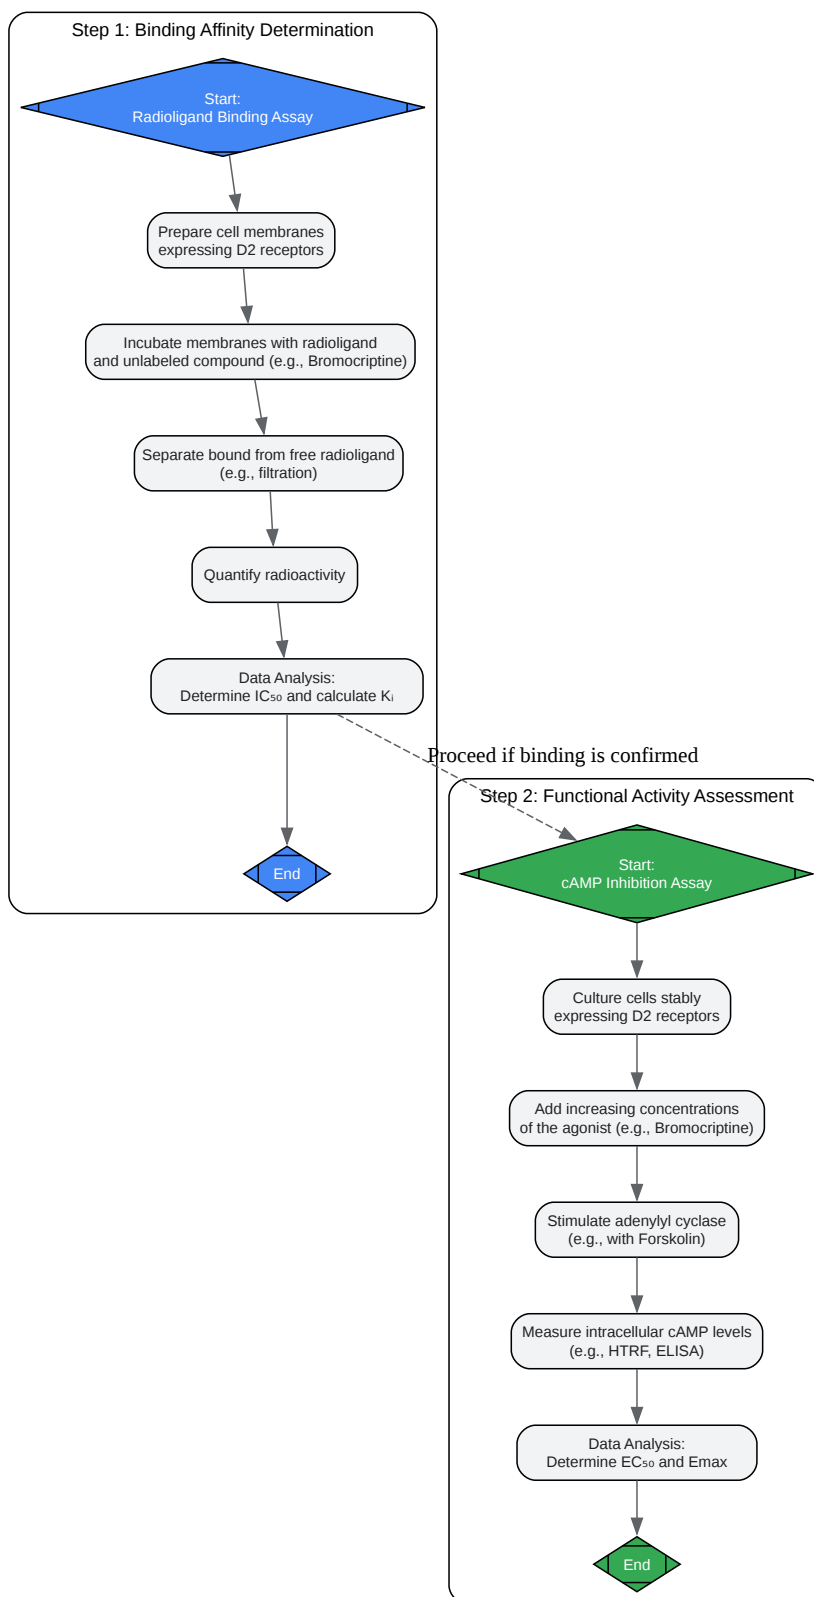 Step 1: Binding Affinity Determination
Start:
Radioligand Binding Assay
Prepare cell membranes
expressing D2 receptors
Incubate membranes with radioligand
and unlabeled compound (e.g., Bromocriptine)
Separate bound from free radioligand
(e.g., filtration)
Quantify radioactivity
Data Analysis:
Determine IC₅₀ and calculate Kᵢ
End
Proceed if binding is confirmed
Step 2: Functional Activity Assessment
Start:
cAMP Inhibition Assay
Culture cells stably
expressing D2 receptors
Add increasing concentrations
of the agonist (e.g., Bromocriptine)
Stimulate adenylyl cyclase
(e.g., with Forskolin)
Measure intracellular cAMP levels
(e.g., HTRF, ELISA)
Data Analysis:
Determine EC₅₀ and Emax
End